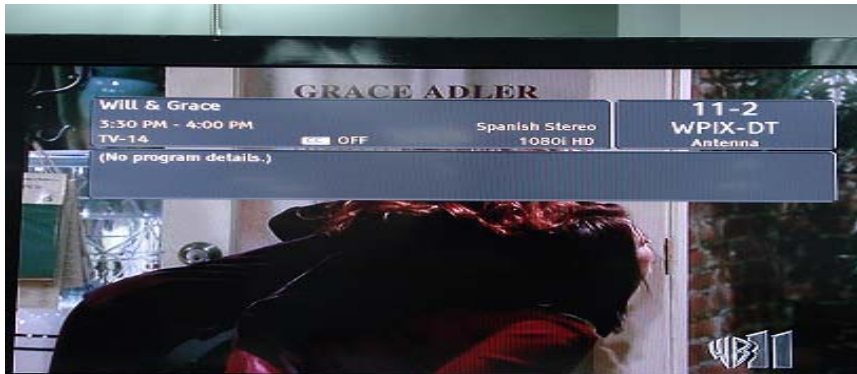 GRACE ADLER
Will & Grace
3:30 PM - 4:00 PM
TV-14
CC OFF
Spanish Stereo
1080i HD
11-2
WPIX-DT
Antenna
(No program details.)
WB11